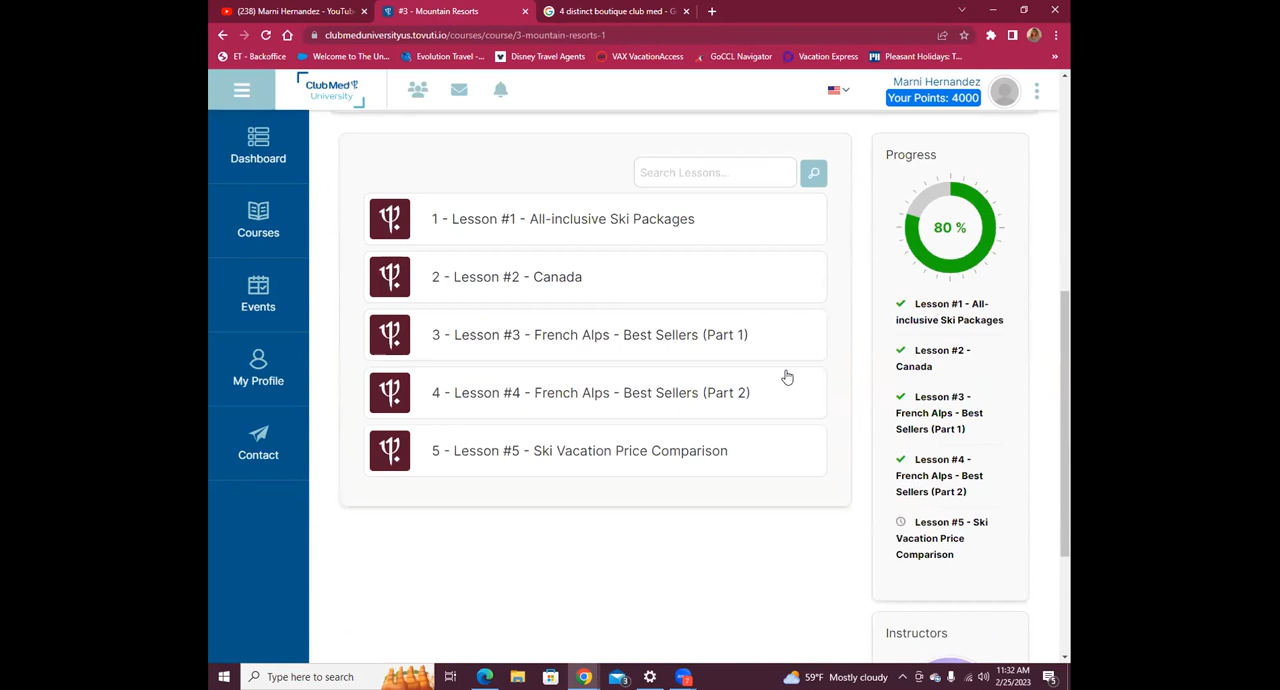 (238) Marni Hernandez - YouTub
#3 - Mountain Resorts
4 distinct boutique club med - G
clubmeduniversityus.tovuti.io/courses/course/3-mountain-resorts-1
ET - Backoffice
Welcome to The Un...
Evolution Travel -...
Disney Travel Agents
VAX VacationAccess
GoCCL Navigator
Vacation Express
Pleasant Holidays: T...
»
Club Med
University
Marni Hernandez
Your Points: 4000
Dashboard
Courses
Events
My Profile
Contact
Search Lessons...
1 - Lesson #1 - All-inclusive Ski Packages
2 - Lesson #2 - Canada
3 - Lesson #3 - French Alps - Best Sellers (Part 1)
4 - Lesson #4 - French Alps - Best Sellers (Part 2)
5 - Lesson #5 - Ski Vacation Price Comparison
Progress
80 %
Lesson #1 - All-
inclusive Ski Packages
Lesson #2 -
Canada
Lesson #3 -
French Alps - Best
Sellers (Part 1)
Lesson #4 -
French Alps - Best
Sellers (Part 2)
Lesson #5 - Ski
Vacation Price
Comparison
Instructors
Type here to search
3
59°F Mostly cloudy
11:32 AM
2/25/2023
5